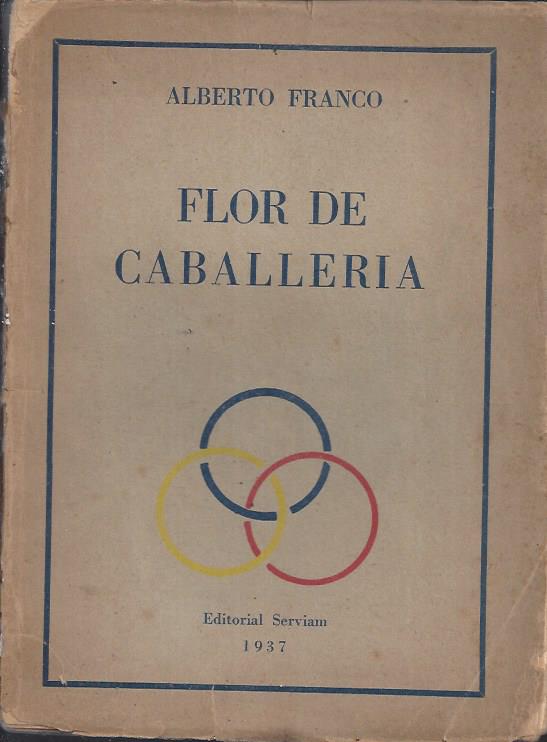 ALBERTO FRANCO
FLOR DE
CABALLERIA
Editorial Serviam
1937